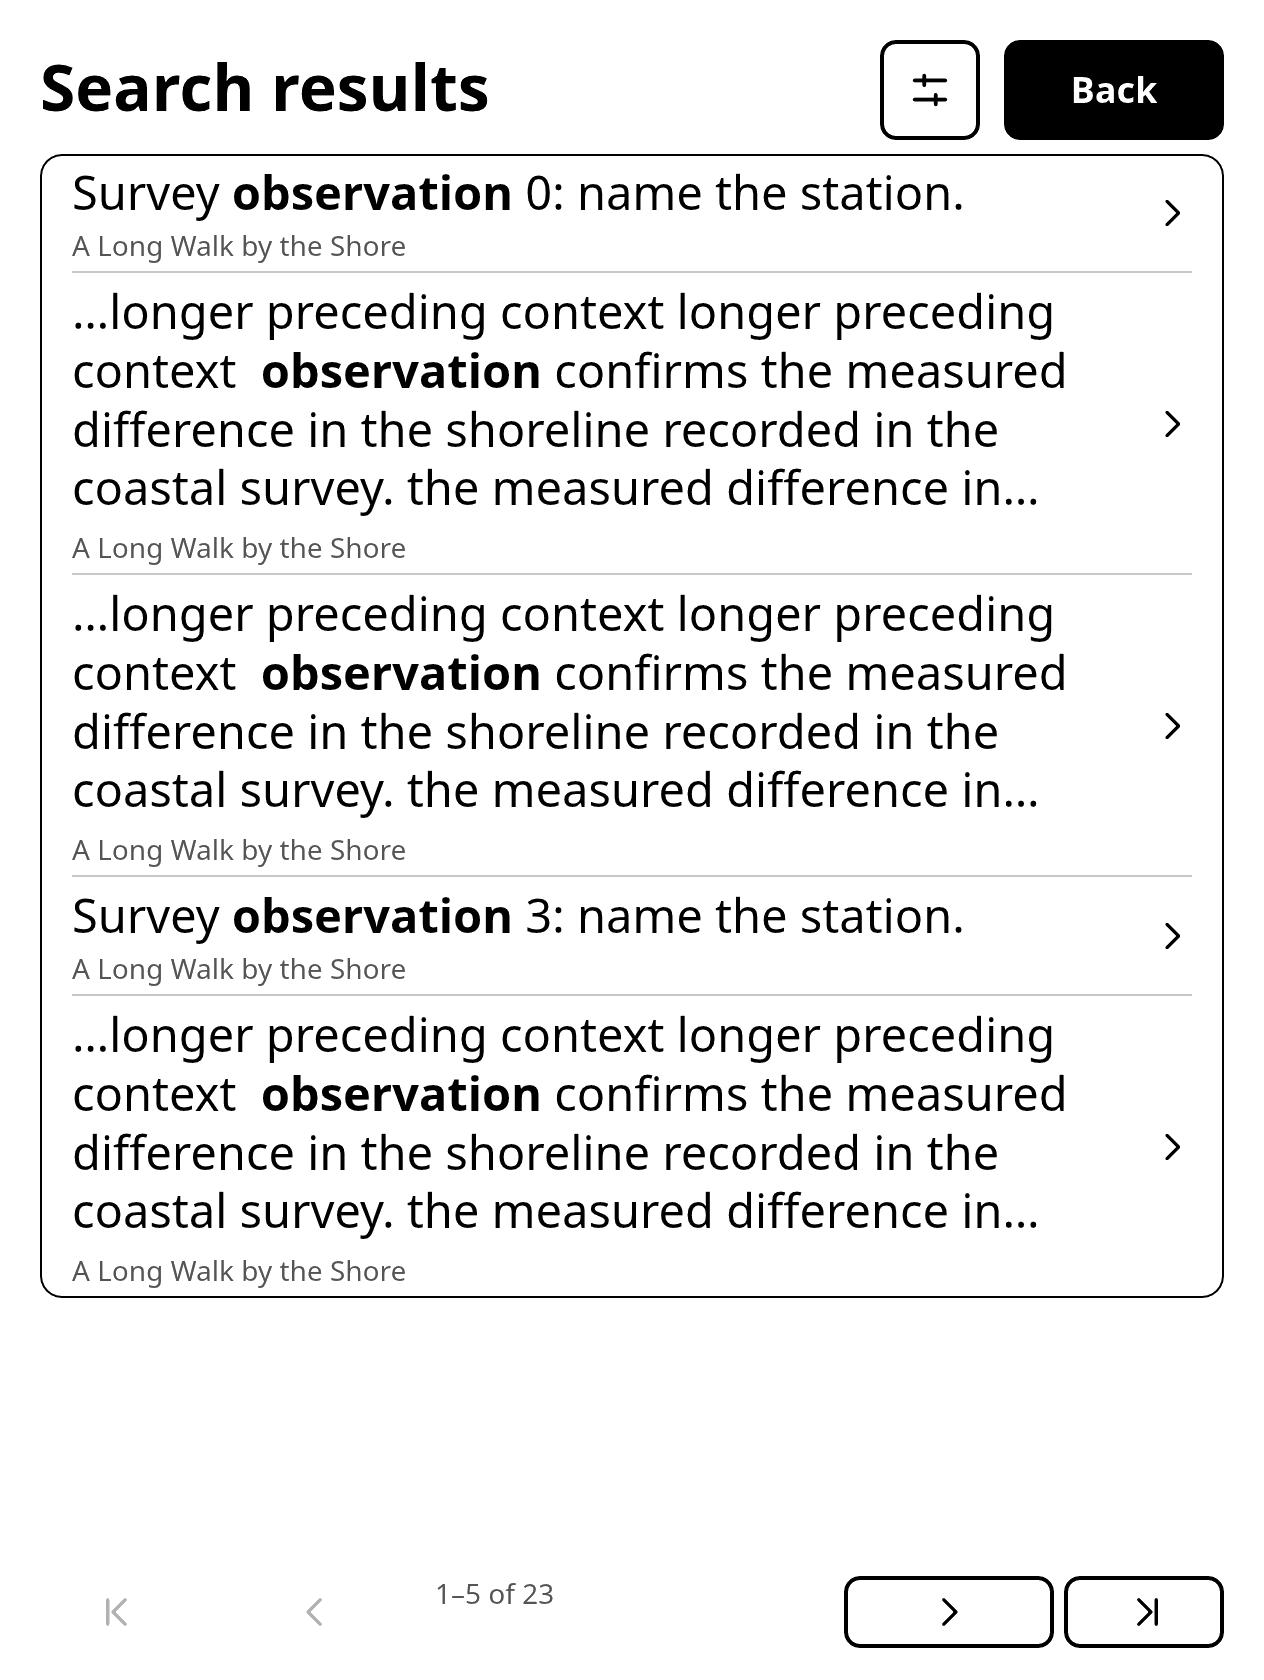 Search results
Back
Survey observation 0: name the station.
A Long Walk by the Shore
…longer preceding context longer preceding
context  observation confirms the measured
difference in the shoreline recorded in the
coastal survey. the measured difference in…
A Long Walk by the Shore
…longer preceding context longer preceding
context  observation confirms the measured
difference in the shoreline recorded in the
coastal survey. the measured difference in…
A Long Walk by the Shore
Survey observation 3: name the station.
A Long Walk by the Shore
…longer preceding context longer preceding
context  observation confirms the measured
difference in the shoreline recorded in the
coastal survey. the measured difference in…
A Long Walk by the Shore
1–5 of 23